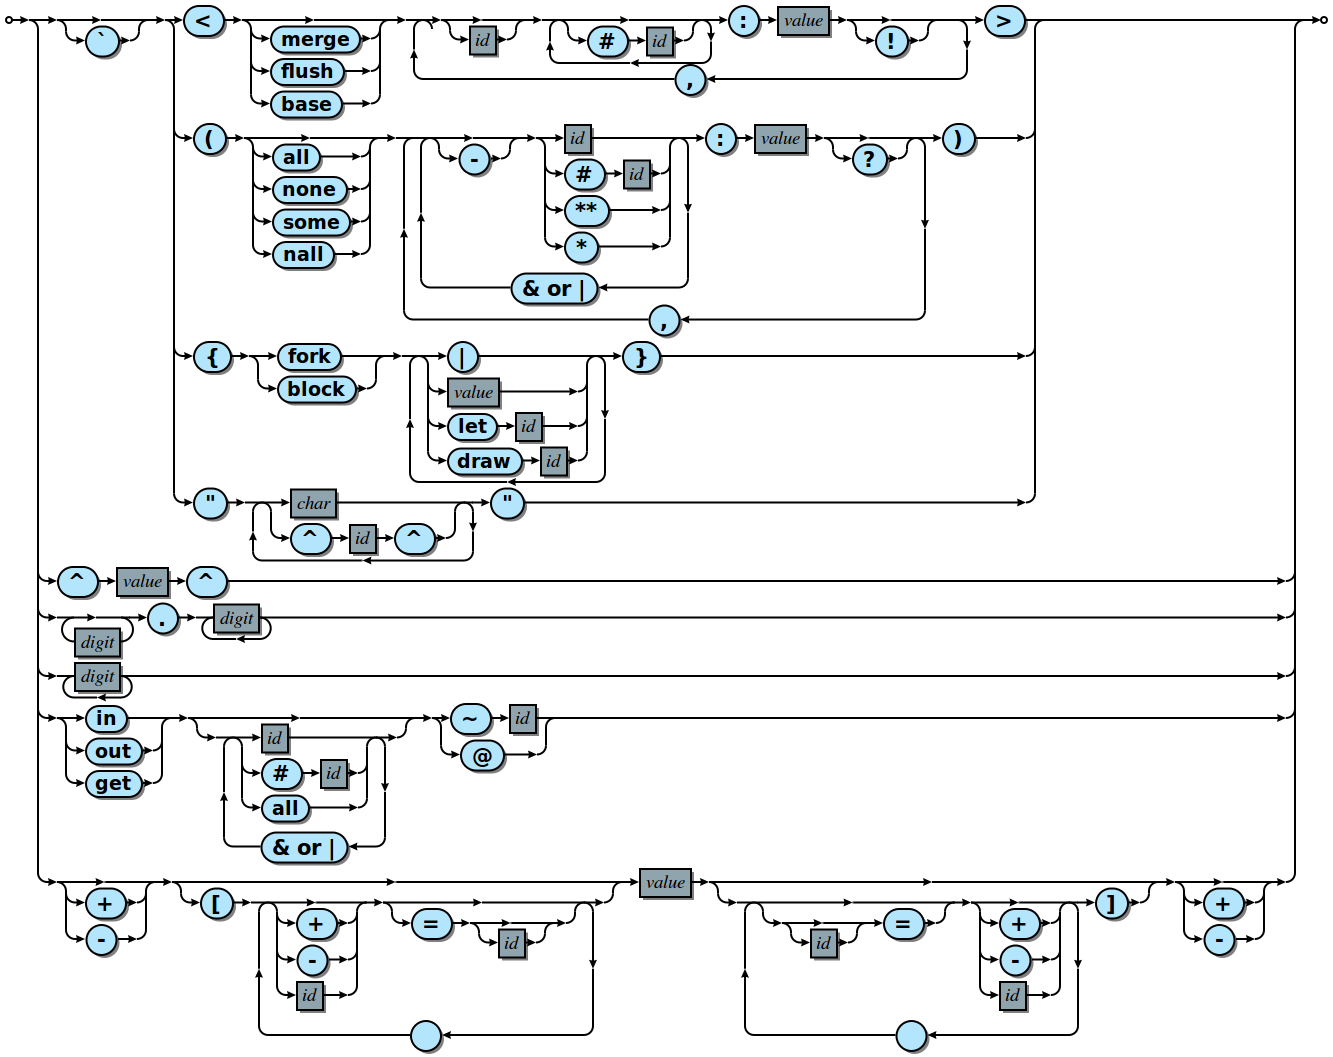 < : value >
` merge id # id !
flush ,
base
( id : value )
all - # id ?
none **
some *
nall & or |
,
{ fork | }
block value
let id
draw id
" char "
^ id ^
^ value ^
. digit
digit
digit
in ~ id
out id @
get # id
all
& or |
value
+ [ ] +
- + = = + -
- id id -
id id